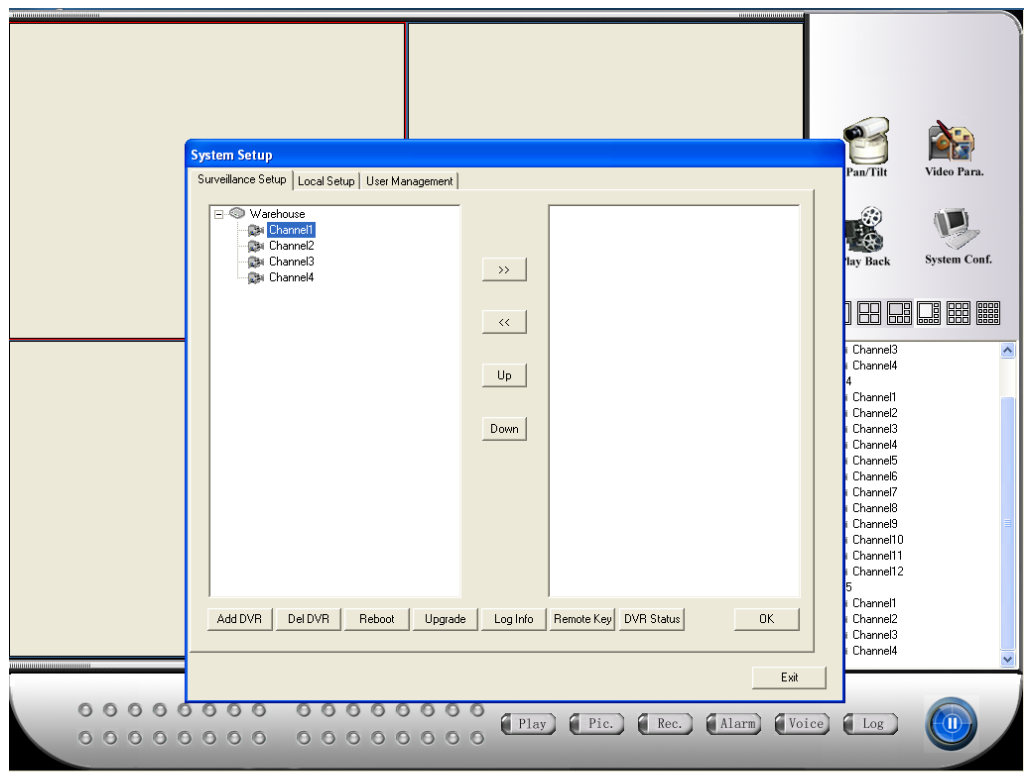 System Setup
Surveillance Setup
Local Setup
User Management
Warehouse
Channel1
Channel2
Channel3
Channel4
>>
<<
Up
Down
Add DVR
Del DVR
Reboot
Upgrade
Log Info
Remote Key
DVR Status
OK
Exit
Pan/Tilt
Video Para.
Back
System Conf.
Channel3
Channel4
4
Channel1
Channel2
Channel3
Channel4
Channel5
Channel6
Channel7
Channel8
Channel9
Channel10
Channel11
Channel12
5
Channel1
Channel2
Channel3
Channel4
Play
Pic.
Rec.
Alarm
Voice
Log